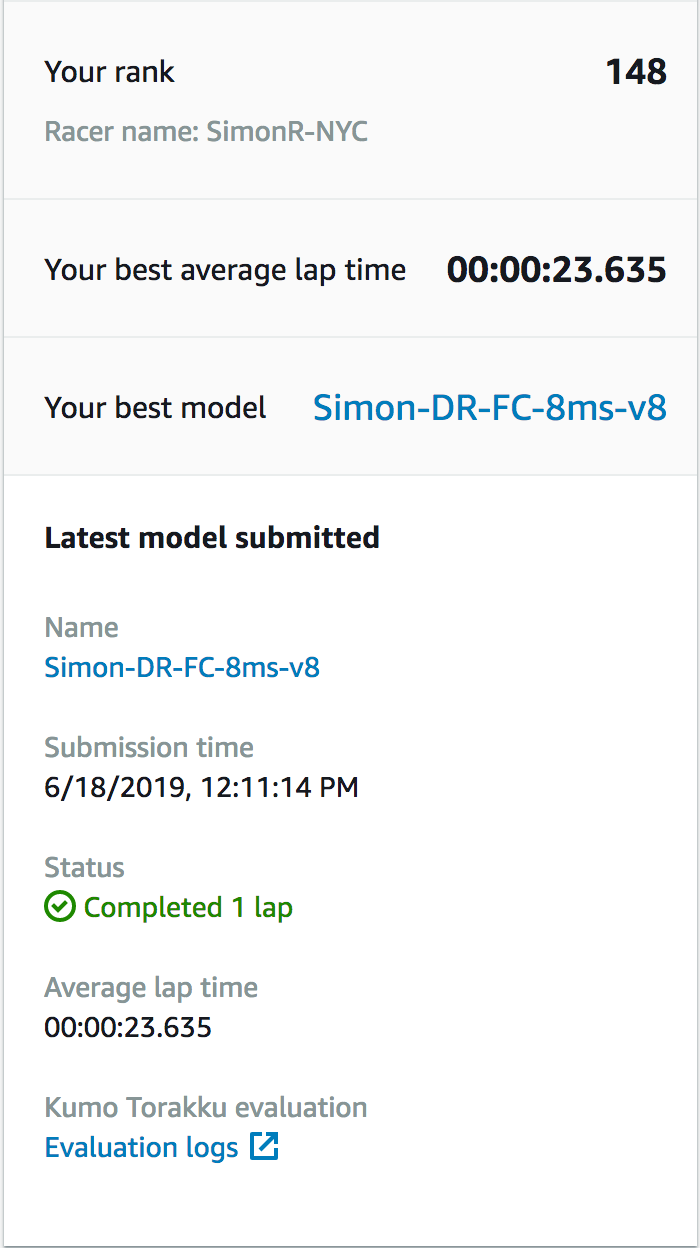 Your rank 148
Racer name: SimonR-NYC
Your best average lap time 00:00:23.635
Your best model Simon-DR-FC-8ms-v8
Latest model submitted
Name
Simon-DR-FC-8ms-v8
Submission time
6/18/2019, 12:11:14 PM
Status
Completed 1 lap
Average lap time
00:00:23.635
Kumo Torakku evaluation
Evaluation logs